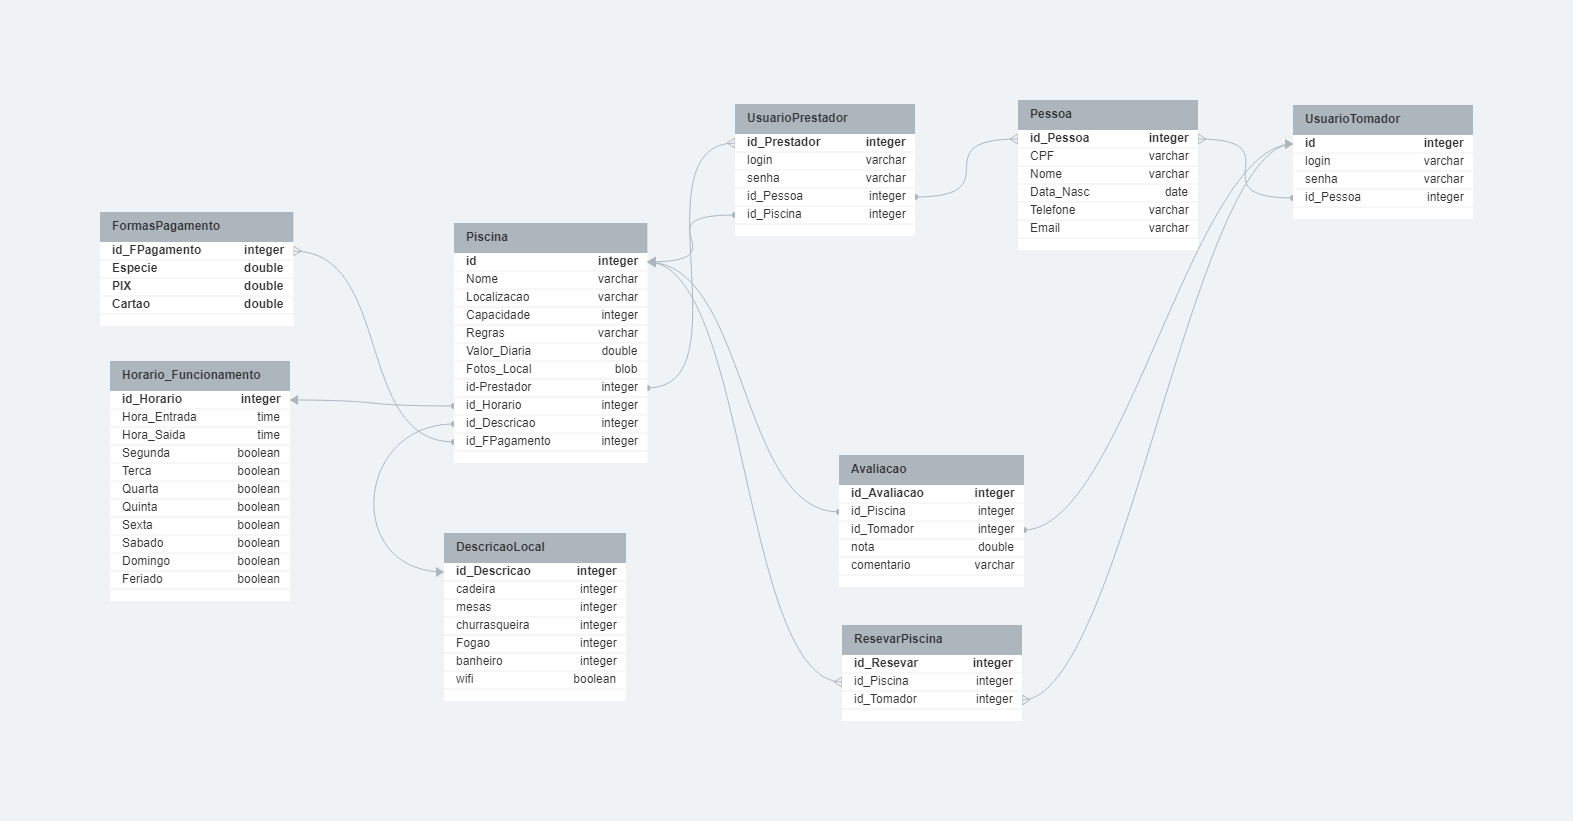 FormasPagamento
id_FPagamento integer
Especie double
PIX double
Cartao double
Horario_Funcionamento
id_Horario integer
Hora_Entrada time
Hora_Saida time
Segunda boolean
Terca boolean
Quarta boolean
Quinta boolean
Sexta boolean
Sabado boolean
Domingo boolean
Feriado boolean
Piscina
id integer
Nome varchar
Localizacao varchar
Capacidade integer
Regras varchar
Valor_Diaria double
Fotos_Local blob
id-Prestador integer
id_Horario integer
id_Descricao integer
id_FPagamento integer
DescricaoLocal
id_Descricao integer
cadeira integer
mesas integer
churrasqueira integer
Fogao integer
banheiro integer
wifi boolean
UsuarioPrestador
id_Prestador integer
login varchar
senha varchar
id_Pessoa integer
id_Piscina integer
Pessoa
id_Pessoa integer
CPF varchar
Nome varchar
Data_Nasc date
Telefone varchar
Email varchar
UsuarioTomador
id integer
login varchar
senha varchar
id_Pessoa integer
Avaliacao
id_Avaliacao integer
id_Piscina integer
id_Tomador integer
nota double
comentario varchar
ResevarPiscina
id_Resevar integer
id_Piscina integer
id_Tomador integer